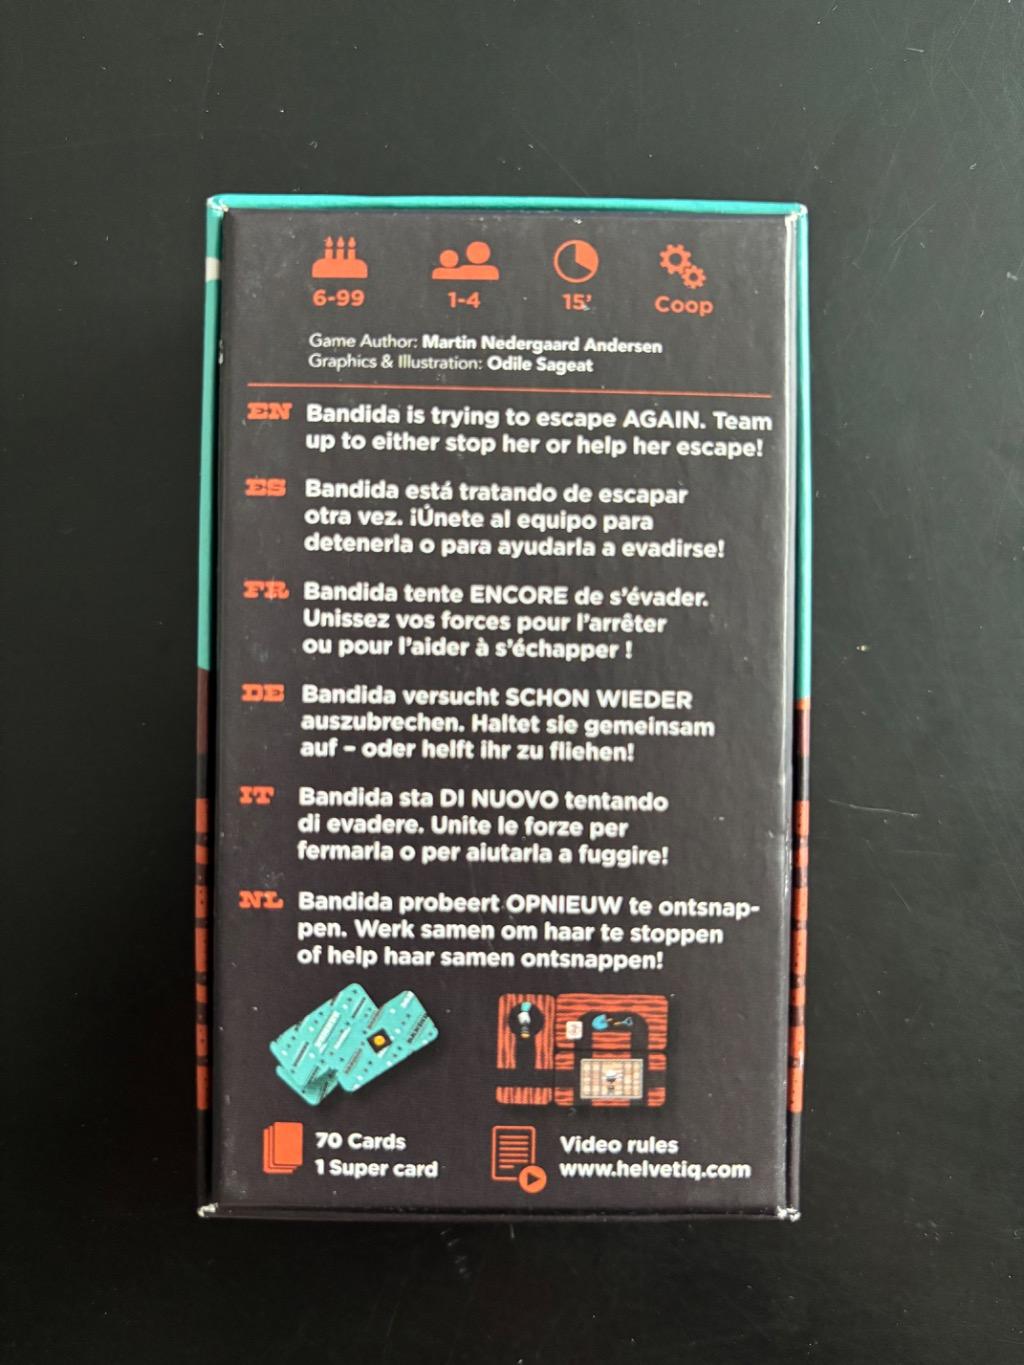 6-99 1-4 15' Coop
Game Author: Martin Nedergaard Andersen
Graphics & Illustration: Odile Sageat
EN Bandida is trying to escape AGAIN. Team
up to either stop her or help her escape!
ES Bandida está tratando de escapar
otra vez. ¡Únete al equipo para
detenerla o para ayudarla a evadirse!
FR Bandida tente ENCORE de s'évader.
Unissez vos forces pour l'arrêter
ou pour l'aider à s'échapper !
DE Bandida versucht SCHON WIEDER
auszubrechen. Haltet sie gemeinsam
auf – oder helft ihr zu fliehen!
IT Bandida sta DI NUOVO tentando
di evadere. Unite le forze per
fermarla o per aiutarla a fuggire!
NL Bandida probeert OPNIEUW te ontsnap-
pen. Werk samen om haar te stoppen
of help haar samen ontsnappen!
70 Cards
1 Super card
Video rules
www.helvetiq.com